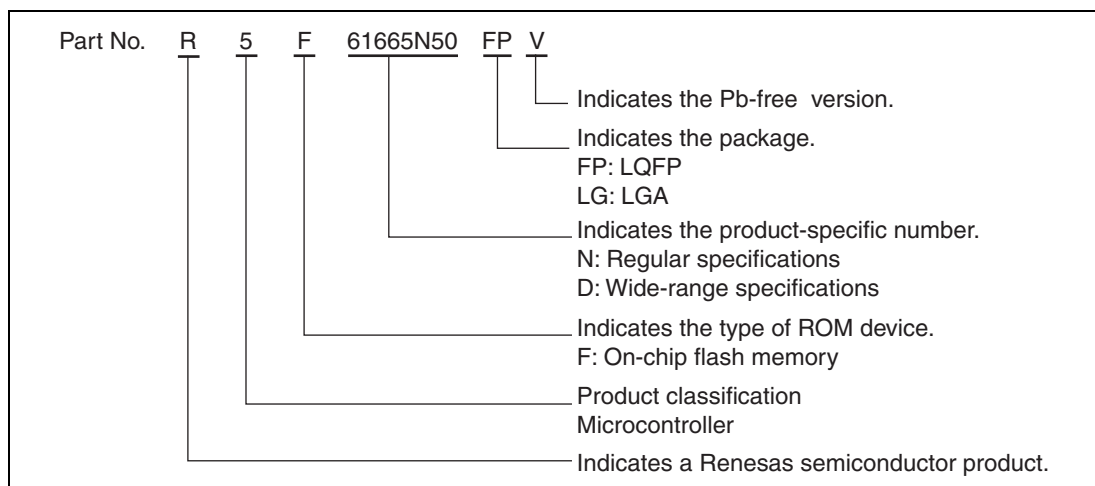 Part No. R 5 F 61665N50 FP V
Indicates the Pb-free version.
Indicates the package.
FP: LQFP
LG: LGA
Indicates the product-specific number.
N: Regular specifications
D: Wide-range specifications
Indicates the type of ROM device.
F: On-chip flash memory
Product classification
Microcontroller
Indicates a Renesas semiconductor product.